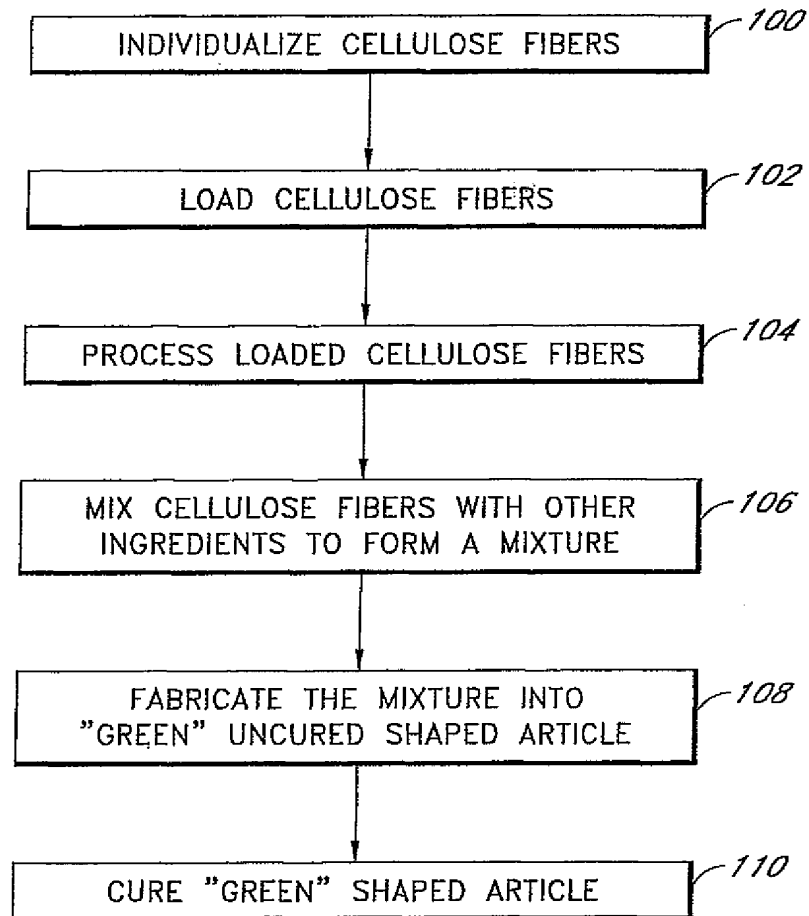 INDIVIDUALIZE CELLULOSE FIBERS
100
LOAD CELLULOSE FIBERS
102
PROCESS LOADED CELLULOSE FIBERS
104
MIX CELLULOSE FIBERS WITH OTHER
INGREDIENTS TO FORM A MIXTURE
106
FABRICATE THE MIXTURE INTO
"GREEN" UNCURED SHAPED ARTICLE
108
CURE "GREEN" SHAPED ARTICLE
110